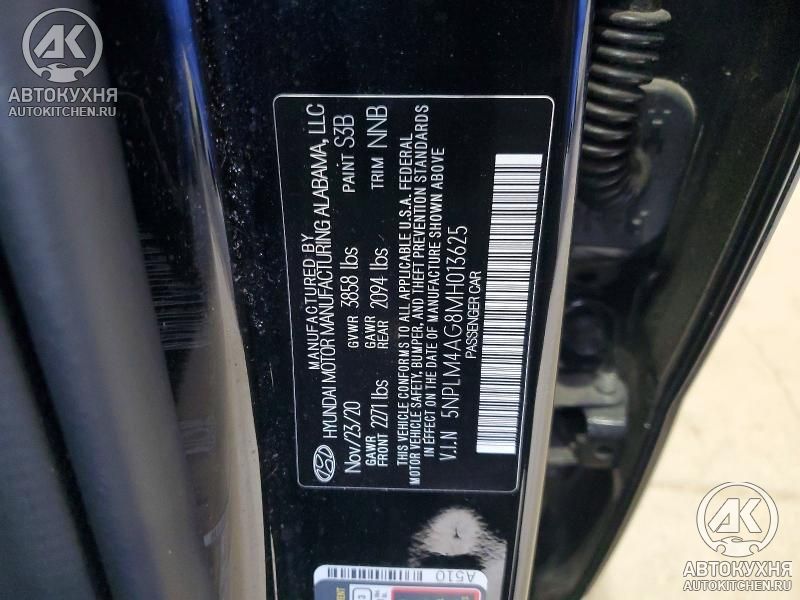 AK
АВТОКУХНЯ
AUTOKITCHEN.RU
MANUFACTURED BY
HYUNDAI MOTOR MANUFACTURING ALABAMA, LLC
Nov/23/20 GVWR 3858 lbs PAINT S3B
GAWR FRONT 2271 lbs GAWR REAR 2094 lbs TRIM NNB
THIS VEHICLE CONFORMS TO ALL APPLICABLE U.S.A. FEDERAL
MOTOR VEHICLE SAFETY, BUMPER, AND THEFT PREVENTION STANDARDS
IN EFFECT ON THE DATE OF MANUFACTURE SHOWN ABOVE
V.I.N 5NPLM4AG8MH013625
PASSENGER CAR
A510
AK
АВТОКУХНЯ
AUTOKITCHEN.RU